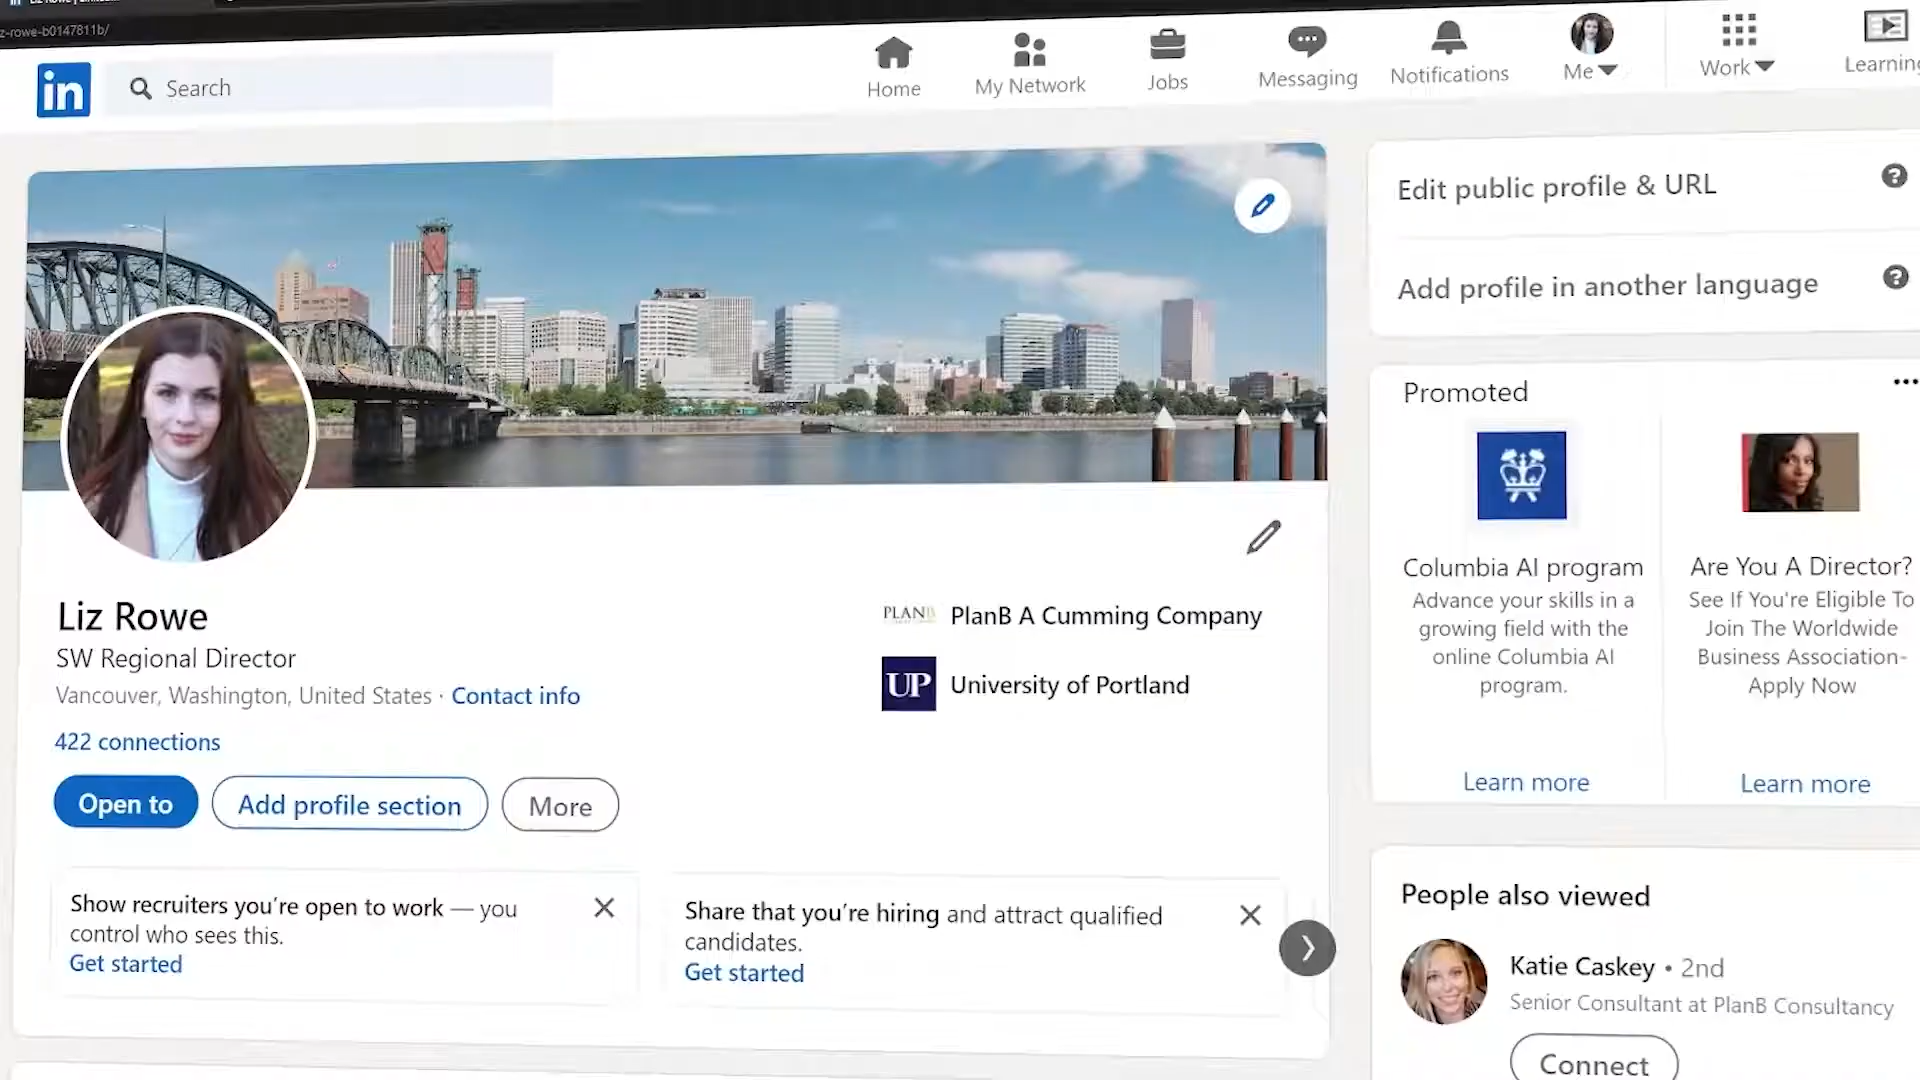 z-rowe-b0147811b/
in
Search
Home
My Network
Jobs
Messaging
Notifications
Me
Work
Learning
Edit public profile & URL
Add profile in another language
Liz Rowe
SW Regional Director
Vancouver, Washington, United States · Contact info
422 connections
Open to
Add profile section
More
PLANB
PlanB A Cumming Company
UP
University of Portland
Show recruiters you're open to work — you
control who sees this.
Get started
Share that you're hiring and attract qualified
candidates.
Get started
Promoted
Columbia AI program
Advance your skills in a
growing field with the
online Columbia AI
program.
Learn more
Are You A Director?
See If You're Eligible To
Join The Worldwide
Business Association-
Apply Now
Learn more
People also viewed
Katie Caskey • 2nd
Senior Consultant at PlanB Consultancy
Connect